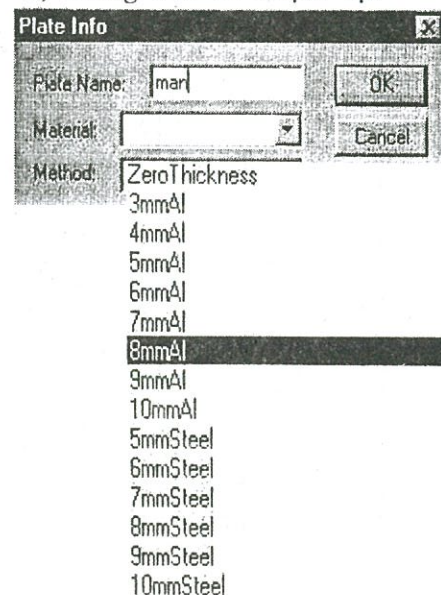 Plate Info
Plate Name: man
OK
Material:
Cancel
Method:
ZeroThickness
3mmAl
4mmAl
5mmAl
6mmAl
7mmAl
8mmAl
9mmAl
10mmAl
5mmSteel
6mmSteel
7mmSteel
8mmSteel
9mmSteel
10mmSteel